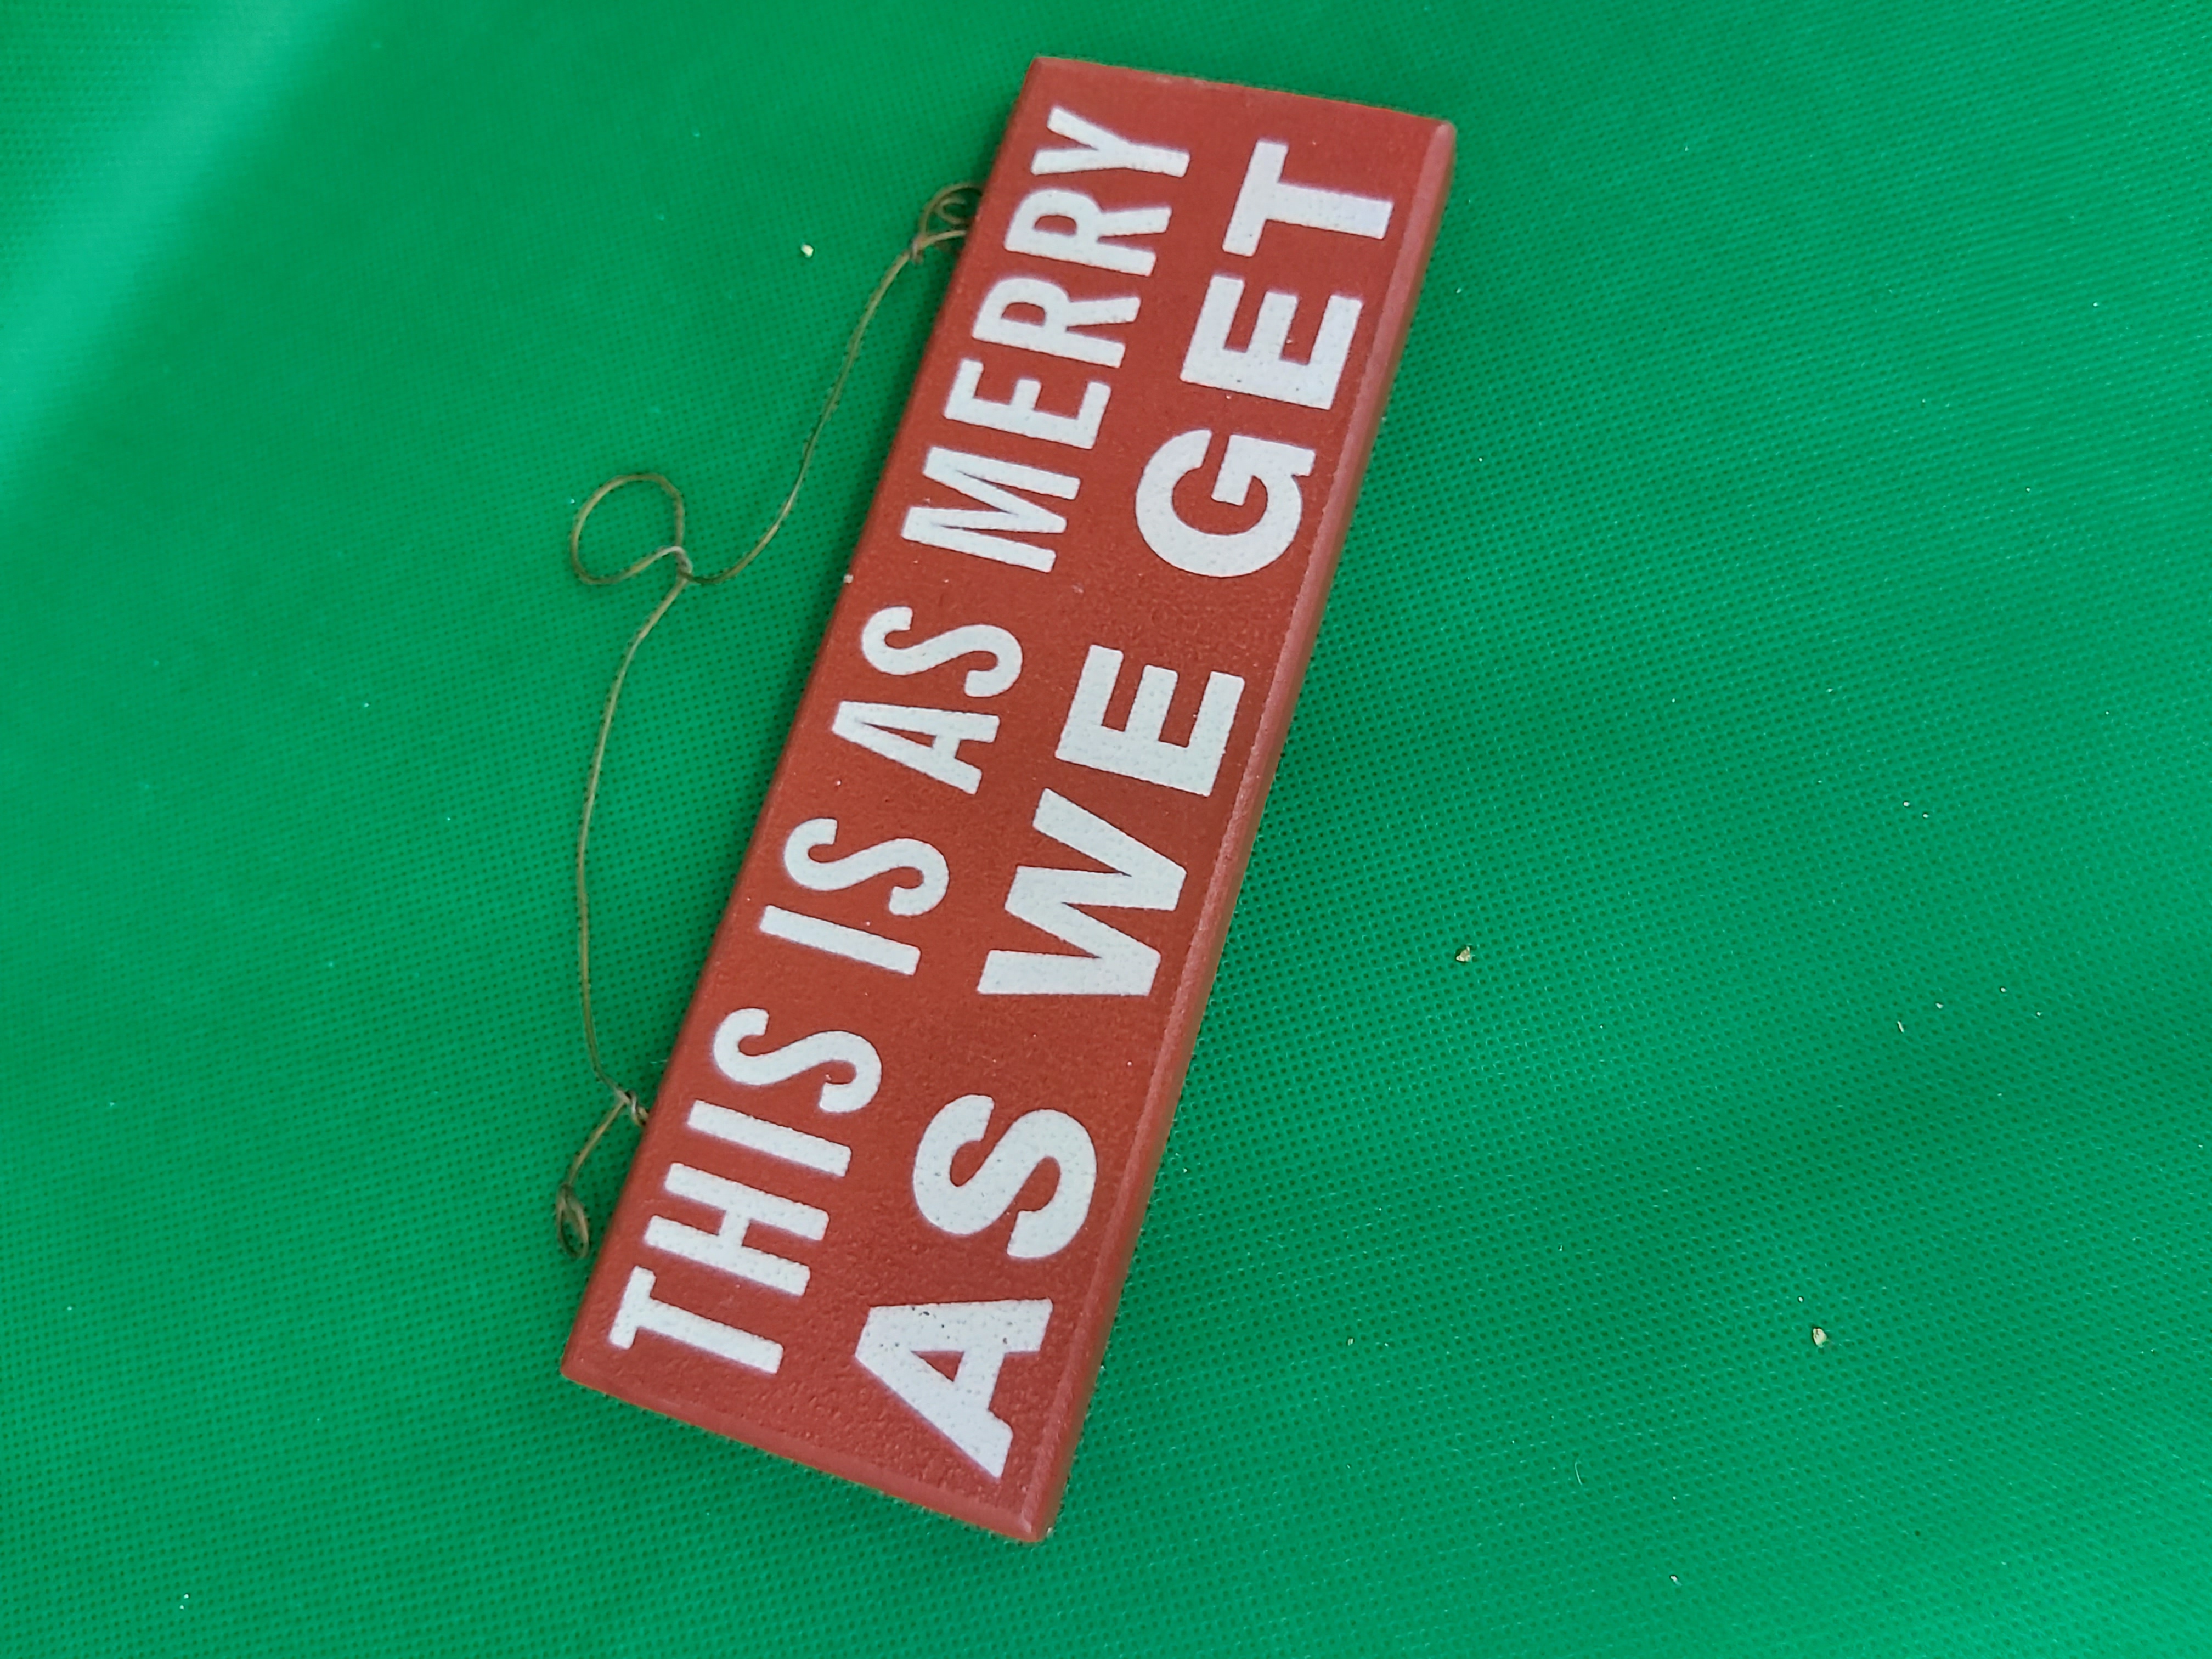 THIS IS AS MERRY
AS WE GET